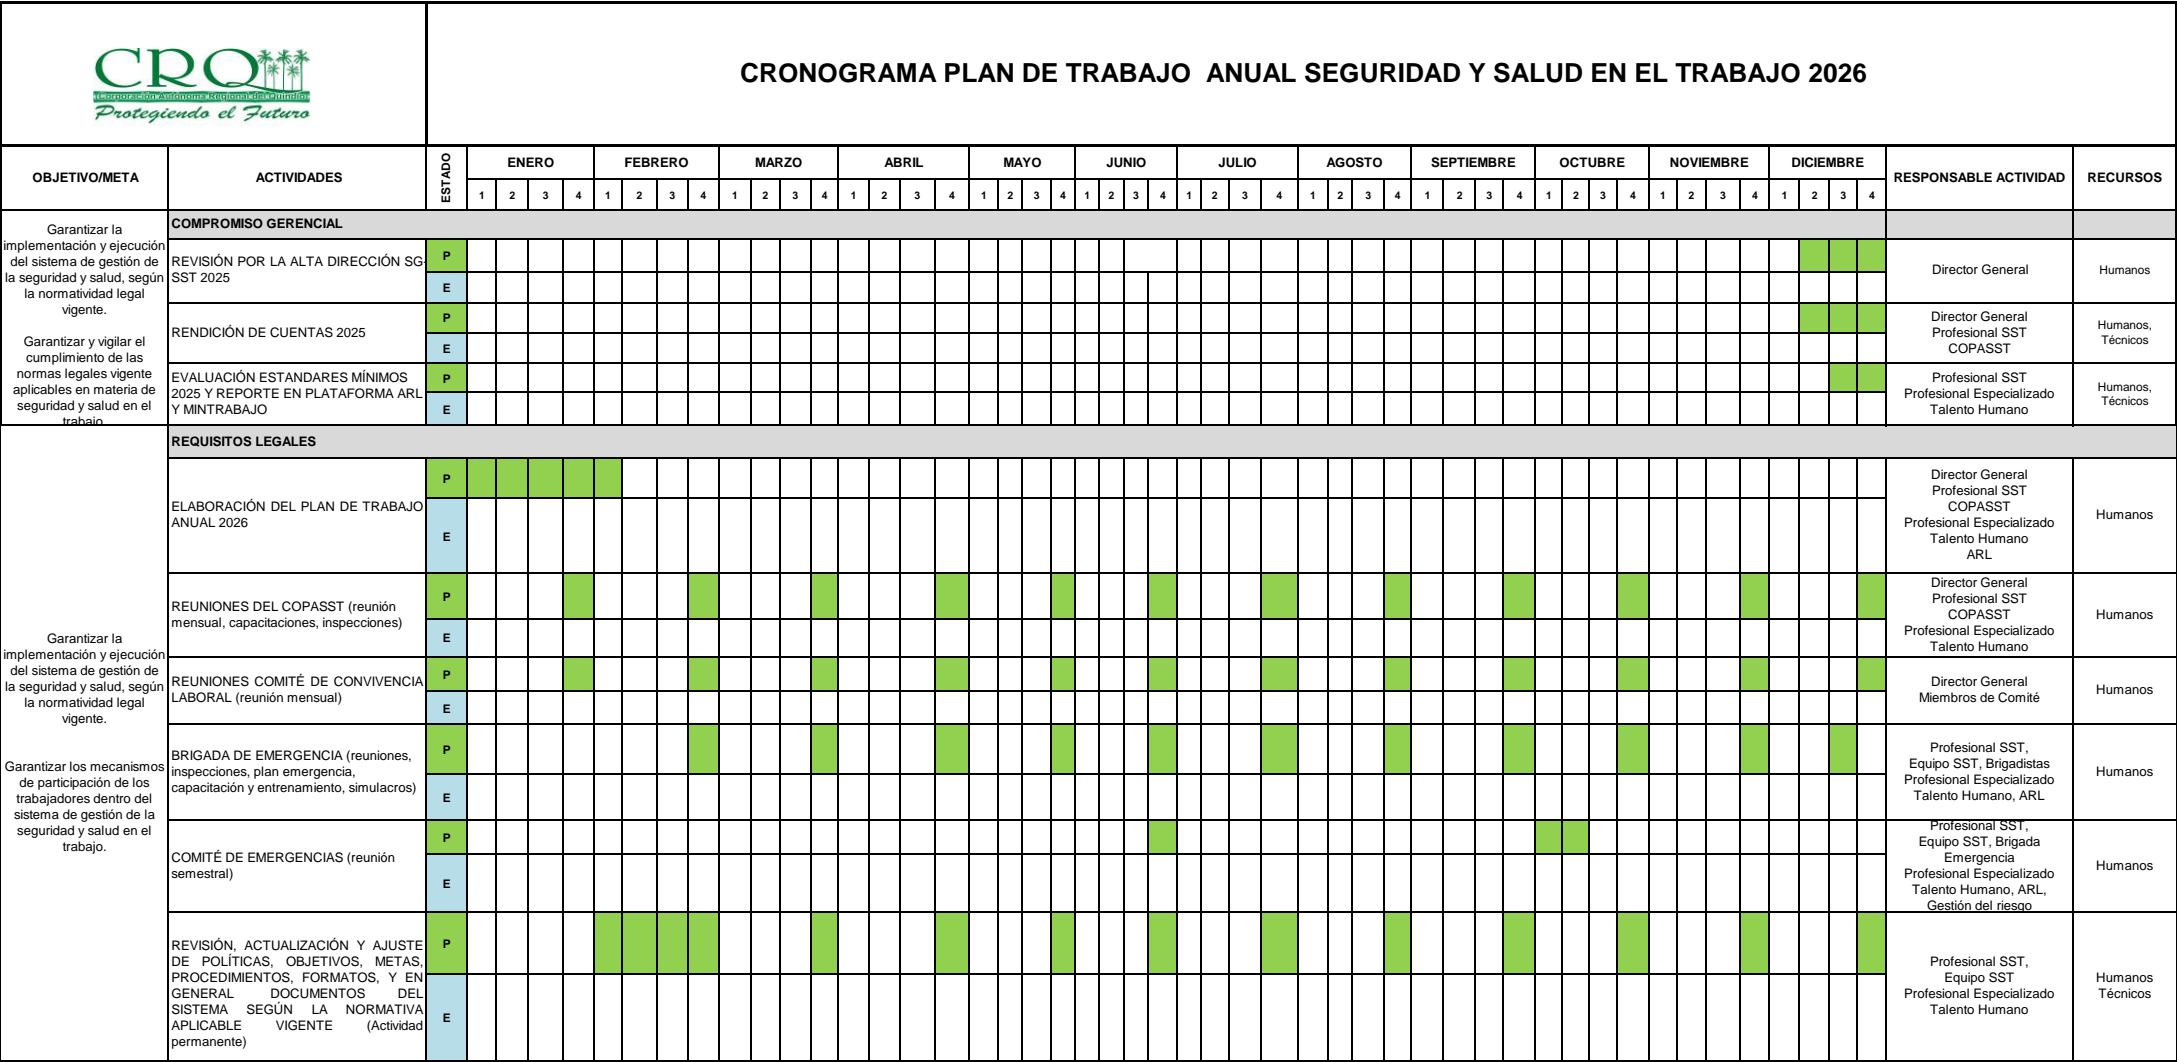 CRQ
Corporación Autónoma Regional del Quindío
Protegiendo el Futuro
CRONOGRAMA PLAN DE TRABAJO ANUAL SEGURIDAD Y SALUD EN EL TRABAJO 2026
OBJETIVO/META
ACTIVIDADES
ESTADO
ENERO FEBRERO MARZO ABRIL MAYO JUNIO JULIO AGOSTO SEPTIEMBRE OCTUBRE NOVIEMBRE DICIEMBRE
RESPONSABLE ACTIVIDAD
RECURSOS
1 2 3 4 1 2 3 4 1 2 3 4 1 2 3 4 1 2 3 4 1 2 3 4 1 2 3 4 1 2 3 4 1 2 3 4 1 2 3 4 1 2 3 4 1 2 3 4
Garantizar la
implementación y ejecución
del sistema de gestión de
la seguridad y salud, según
la normatividad legal
vigente.
Garantizar y vigilar el
cumplimiento de las
normas legales vigente
aplicables en materia de
seguridad y salud en el
trabajo
COMPROMISO GERENCIAL
REVISIÓN POR LA ALTA DIRECCIÓN SG-
SST 2025
P
E
Director General
Humanos
RENDICIÓN DE CUENTAS 2025
P
E
Director General
Profesional SST
COPASST
Humanos,
Técnicos
EVALUACIÓN ESTANDARES MÍNIMOS
2025 Y REPORTE EN PLATAFORMA ARL
Y MINTRABAJO
P
E
Profesional SST
Profesional Especializado
Talento Humano
Humanos,
Técnicos
Garantizar la
implementación y ejecución
del sistema de gestión de
la seguridad y salud, según
la normatividad legal
vigente.
Garantizar los mecanismos
de participación de los
trabajadores dentro del
sistema de gestión de la
seguridad y salud en el
trabajo.
REQUISITOS LEGALES
ELABORACIÓN DEL PLAN DE TRABAJO
ANUAL 2026
P
E
Director General
Profesional SST
COPASST
Profesional Especializado
Talento Humano
ARL
Humanos
REUNIONES DEL COPASST (reunión
mensual, capacitaciones, inspecciones)
P
E
Director General
Profesional SST
COPASST
Profesional Especializado
Talento Humano
Humanos
REUNIONES COMITÉ DE CONVIVENCIA
LABORAL (reunión mensual)
P
E
Director General
Miembros de Comité
Humanos
BRIGADA DE EMERGENCIA (reuniones,
inspecciones, plan emergencia,
capacitación y entrenamiento, simulacros)
P
E
Profesional SST,
Equipo SST, Brigadistas
Profesional Especializado
Talento Humano, ARL
Humanos
COMITÉ DE EMERGENCIAS (reunión
semestral)
P
E
Profesional SST,
Equipo SST, Brigada
Emergencia
Profesional Especializado
Talento Humano, ARL,
Gestión del riesgo
Humanos
REVISIÓN, ACTUALIZACIÓN Y AJUSTE
DE POLÍTICAS, OBJETIVOS, METAS,
PROCEDIMIENTOS, FORMATOS, Y EN
GENERAL DOCUMENTOS DEL
SISTEMA SEGÚN LA NORMATIVA
APLICABLE VIGENTE (Actividad
permanente)
P
E
Profesional SST,
Equipo SST
Profesional Especializado
Talento Humano
Humanos
Técnicos